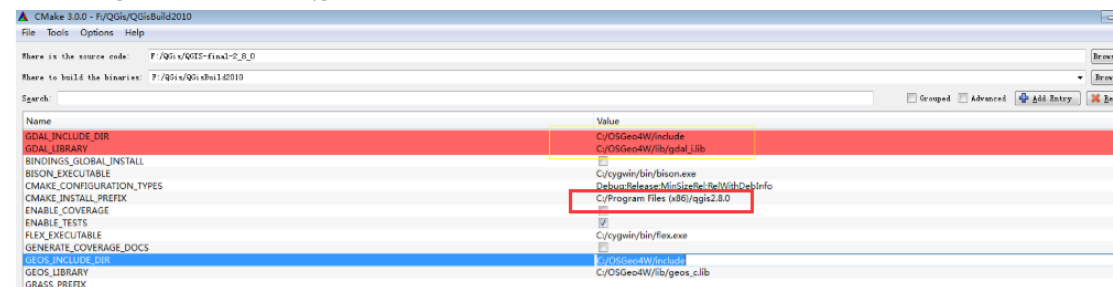 CMake 3.0.0 - F:/QGis/QGisBuild2010
File Tools Options Help
Where is the source code: F:/QGis/QGIS-final-2_8_0
Where to build the binaries: F:/QGis/QGisBuild2010
Search: Grouped Advanced Add Entry
Name Value
GDAL_INCLUDE_DIR C:/OSGeo4W/include
GDAL_LIBRARY C:/OSGeo4W/lib/gdal_i.lib
BINDINGS_GLOBAL_INSTALL
BISON_EXECUTABLE C:/cygwin/bin/bison.exe
CMAKE_CONFIGURATION_TYPES Debug;Release;MinSizeRel;RelWithDebInfo
CMAKE_INSTALL_PREFIX C:/Program Files (x86)/qgis2.8.0
ENABLE_COVERAGE
ENABLE_TESTS
FLEX_EXECUTABLE C:/cygwin/bin/flex.exe
GENERATE_COVERAGE_DOCS
GEOS_INCLUDE_DIR C:/OSGeo4W/include
GEOS_LIBRARY C:/OSGeo4W/lib/geos_c.lib
GRASS_PREFIX